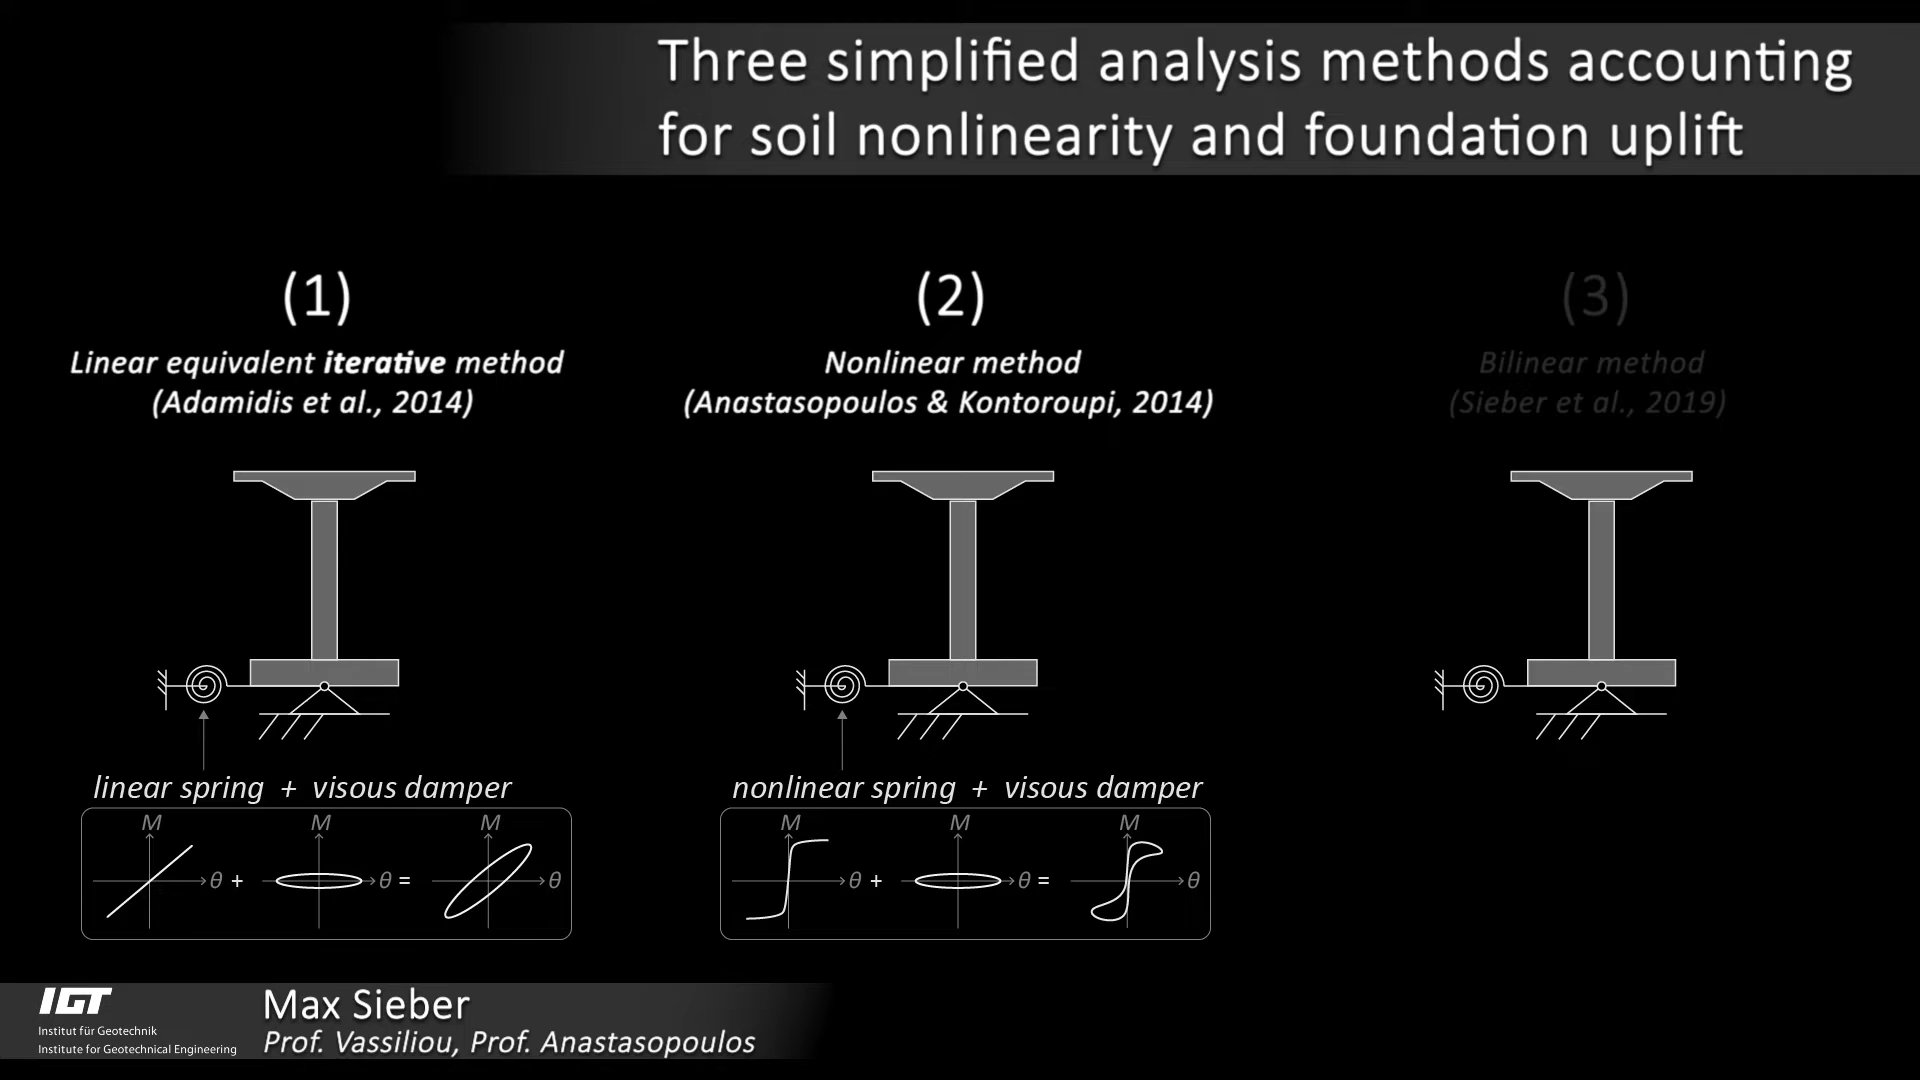 Three simplified analysis methods accounting
for soil nonlinearity and foundation uplift
(1)
Linear equivalent iterative method
(Adamidis et al., 2014)
(2)
Nonlinear method
(Anastasopoulos & Kontoroupi, 2014)
(3)
Bilinear method
(Sieber et al., 2019)
linear spring + visous damper
M
θ +
M
θ =
M
θ
nonlinear spring + visous damper
M
θ +
M
θ =
M
θ
IGT
Institut für Geotechnik
Institute for Geotechnical Engineering
Max Sieber
Prof. Vassiliou, Prof. Anastasopoulos